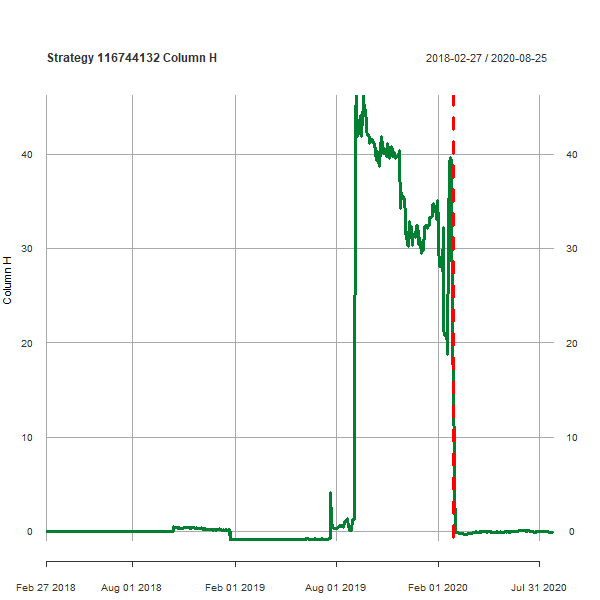 Strategy 116744132 Column H
2018-02-27 / 2020-08-25
Column H
40
30
20
10
0
40
30
20
10
0
Feb 27 2018
Aug 01 2018
Feb 01 2019
Aug 01 2019
Feb 01 2020
Jul 31 2020